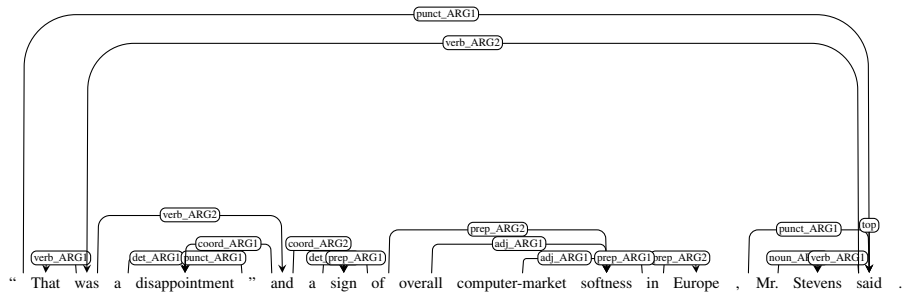 punct_ARG1
verb_ARG2
verb_ARG2 top
prep_ARG2 punct_ARG1
coord_ARG1 coord_ARG2 adj_ARG1
verb_ARG1 det_ARG1 punct_ARG1 det prep_ARG1 adj_ARG1 prep_ARG1 prep_ARG2 noun_A verb_ARG1
“ That was a disappointment ” and a sign of overall computer-market softness in Europe , Mr. Stevens said .